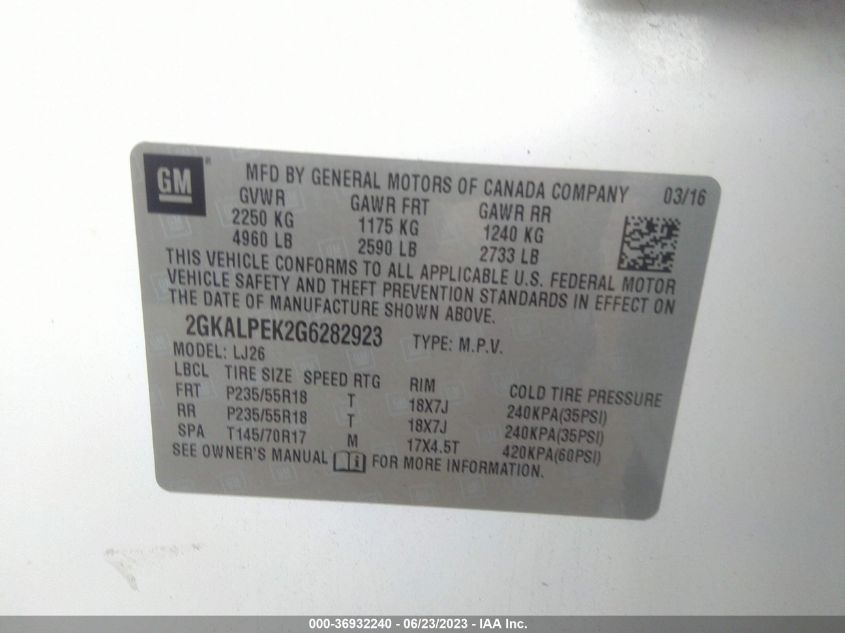 GM ® MFD BY GENERAL MOTORS OF CANADA COMPANY 03/16
GVWR GAWR FRT GAWR RR
2250 KG 1175 KG 1240 KG
4960 LB 2590 LB 2733 LB
THIS VEHICLE CONFORMS TO ALL APPLICABLE U.S. FEDERAL MOTOR
VEHICLE SAFETY AND THEFT PREVENTION STANDARDS IN EFFECT ON
THE DATE OF MANUFACTURE SHOWN ABOVE.
2GKALPEK2G6282923 TYPE: M.P.V.
MODEL: LJ26
LBCL TIRE SIZE SPEED RTG RIM COLD TIRE PRESSURE
FRT P235/55R18 T 18X7J 240KPA(35PSI)
RR P235/55R18 T 18X7J 240KPA(35PSI)
SPA T145/70R17 M 17X4.5T 420KPA(60PSI)
SEE OWNER'S MANUAL FOR MORE INFORMATION.
000-36932240 - 06/23/2023 - IAA Inc.